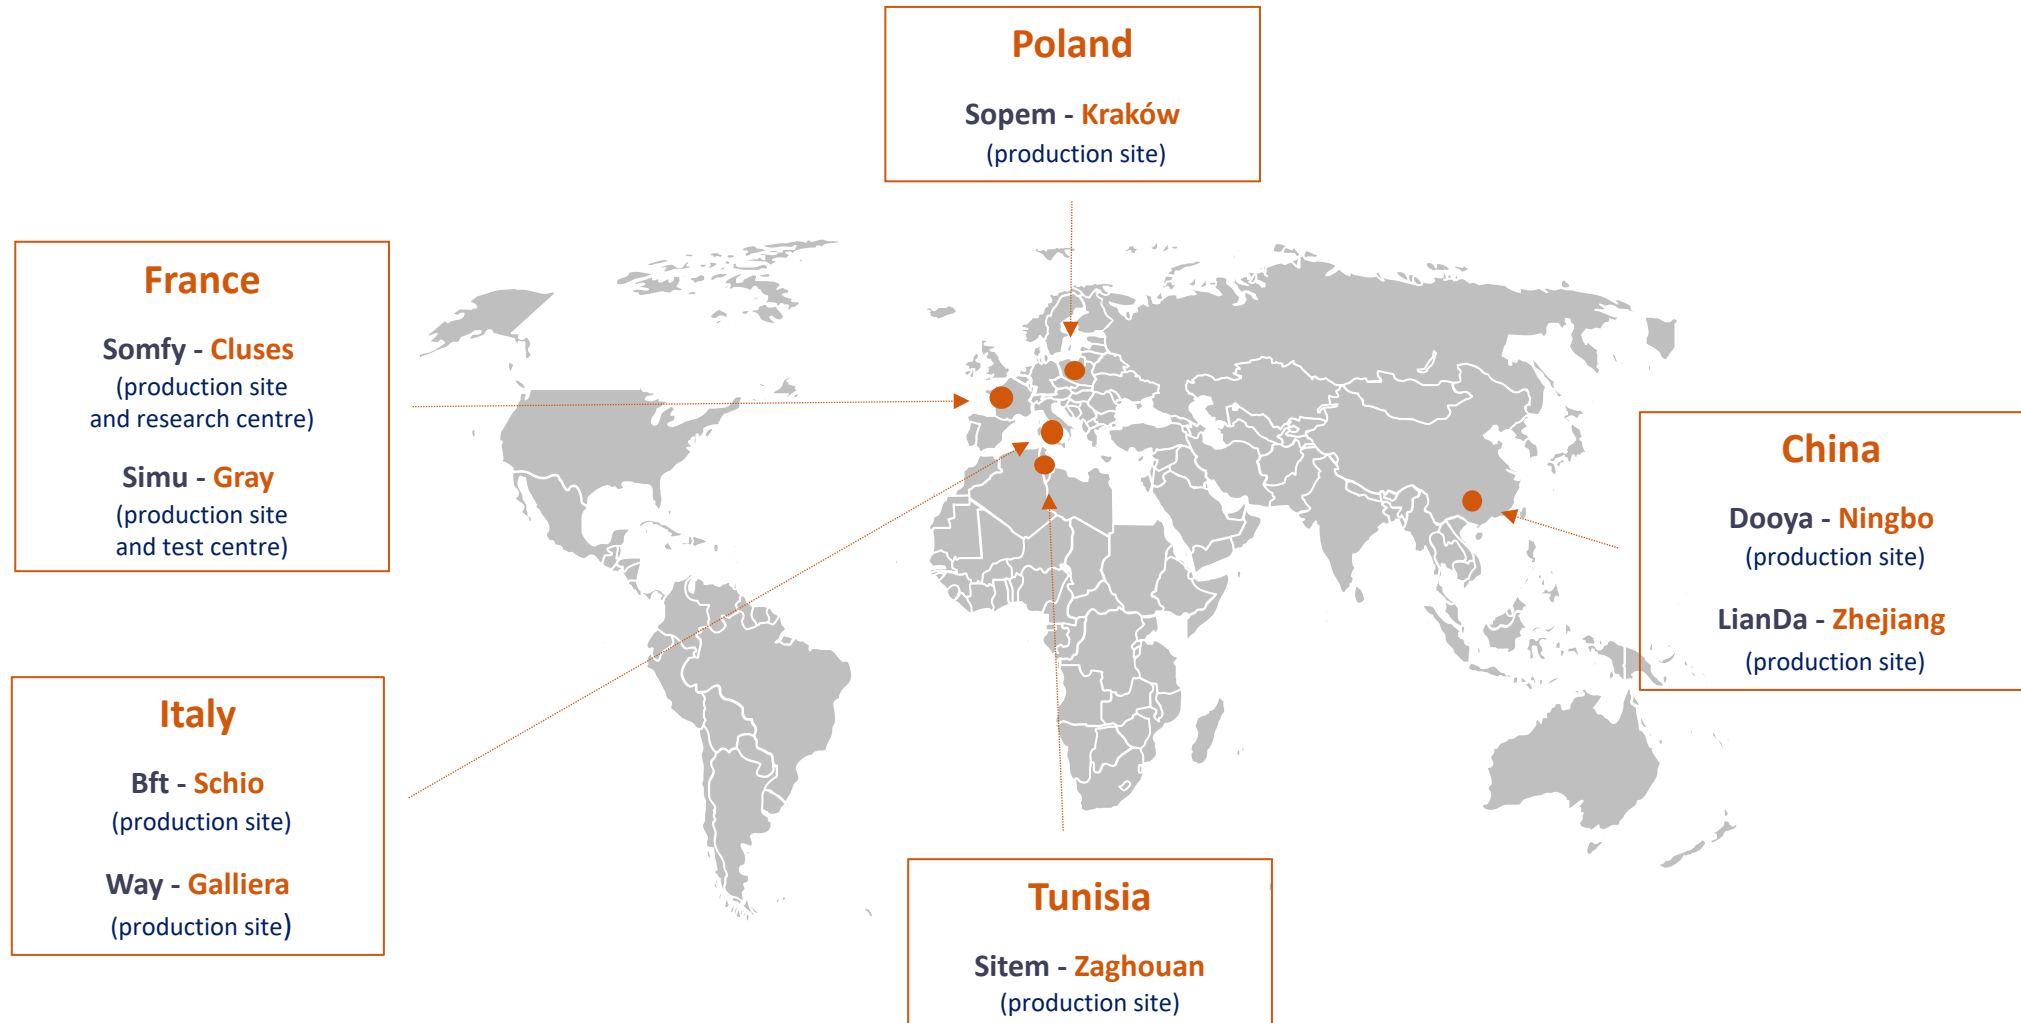 Poland
Sopem - Kraków
(production site)
France
Somfy - Cluses
(production site
and research centre)
Simu - Gray
(production site
and test centre)
China
Dooya - Ningbo
(production site)
LianDa - Zhejiang
(production site)
Italy
Bft - Schio
(production site)
Way - Galliera
(production site)
Tunisia
Sitem - Zaghouan
(production site)